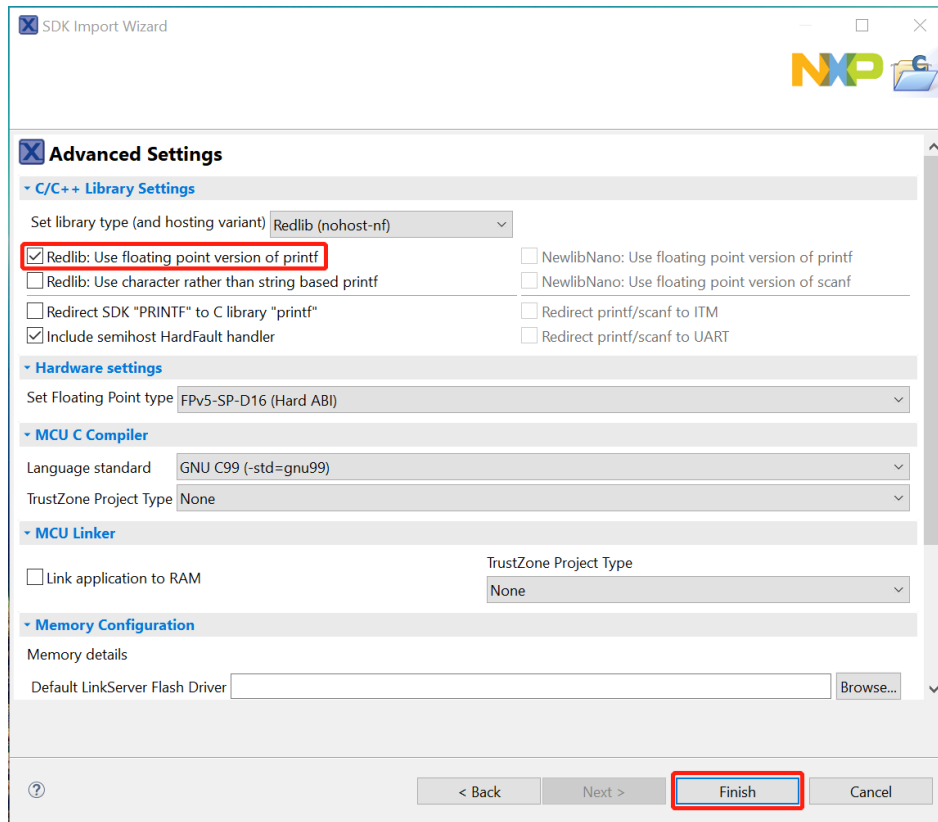 SDK Import Wizard
NXP
Advanced Settings
C/C++ Library Settings
Set library type (and hosting variant) Redlib (nohost-nf)
Redlib: Use floating point version of printf NewlibNano: Use floating point version of printf
Redlib: Use character rather than string based printf NewlibNano: Use floating point version of scanf
Redirect SDK "PRINTF" to C library "printf" Redirect printf/scanf to ITM
Include semihost HardFault handler Redirect printf/scanf to UART
Hardware settings
Set Floating Point type FPv5-SP-D16 (Hard ABI)
MCU C Compiler
Language standard GNU C99 (-std=gnu99)
TrustZone Project Type None
MCU Linker
TrustZone Project Type
Link application to RAM
None
Memory Configuration
Memory details
Default LinkServer Flash Driver Browse...
? < Back Next > Finish Cancel